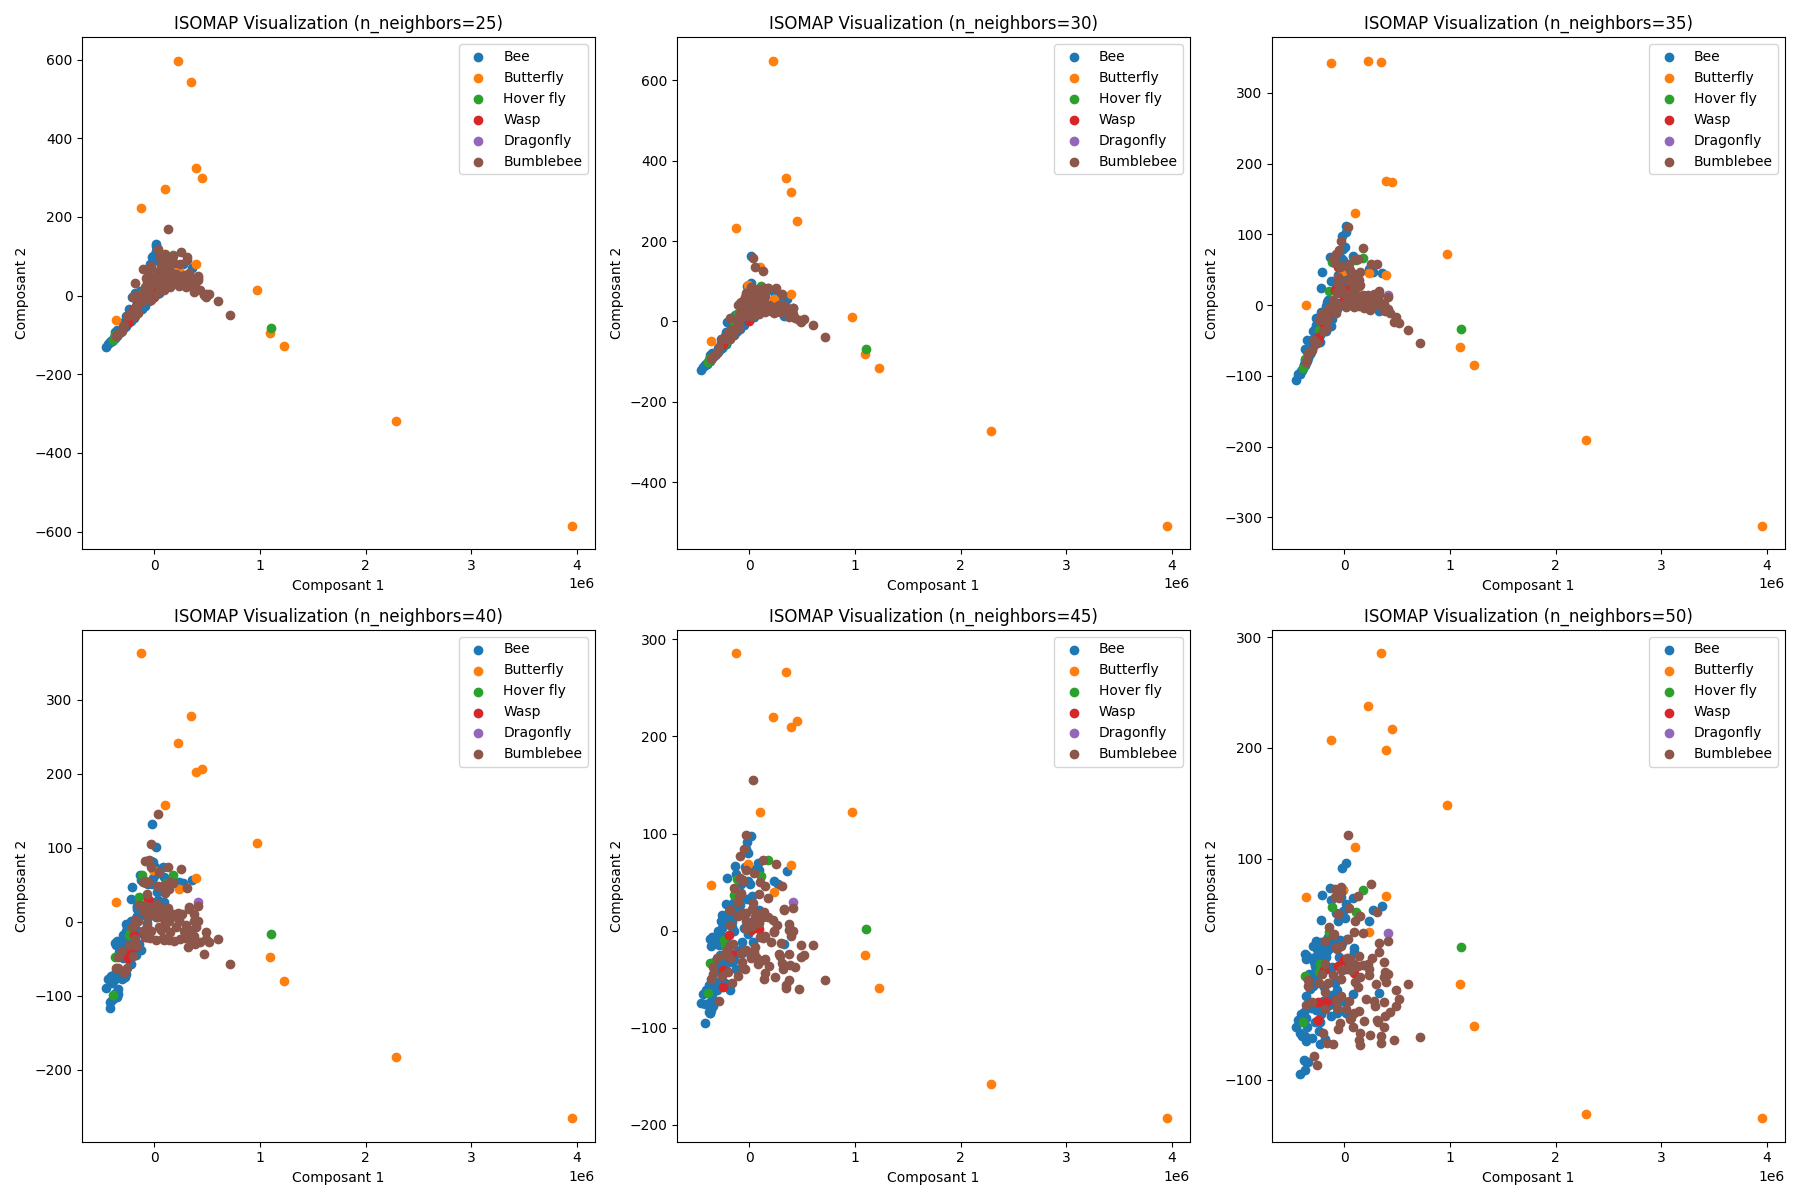 ISOMAP Visualization (n_neighbors=25)
Composant 2
600
400
200
0
−200
−400
−600
Bee
Butterfly
Hover fly
Wasp
Dragonfly
Bumblebee
0 1 2 3 4
1e6
Composant 1
ISOMAP Visualization (n_neighbors=30)
Composant 2
600
400
200
0
−200
−400
Bee
Butterfly
Hover fly
Wasp
Dragonfly
Bumblebee
0 1 2 3 4
1e6
Composant 1
ISOMAP Visualization (n_neighbors=35)
Composant 2
300
200
100
0
−100
−200
−300
Bee
Butterfly
Hover fly
Wasp
Dragonfly
Bumblebee
0 1 2 3 4
1e6
Composant 1
ISOMAP Visualization (n_neighbors=40)
Composant 2
300
200
100
0
−100
−200
Bee
Butterfly
Hover fly
Wasp
Dragonfly
Bumblebee
0 1 2 3 4
1e6
Composant 1
ISOMAP Visualization (n_neighbors=45)
Composant 2
300
200
100
0
−100
−200
Bee
Butterfly
Hover fly
Wasp
Dragonfly
Bumblebee
0 1 2 3 4
1e6
Composant 1
ISOMAP Visualization (n_neighbors=50)
Composant 2
300
200
100
0
−100
Bee
Butterfly
Hover fly
Wasp
Dragonfly
Bumblebee
0 1 2 3 4
1e6
Composant 1